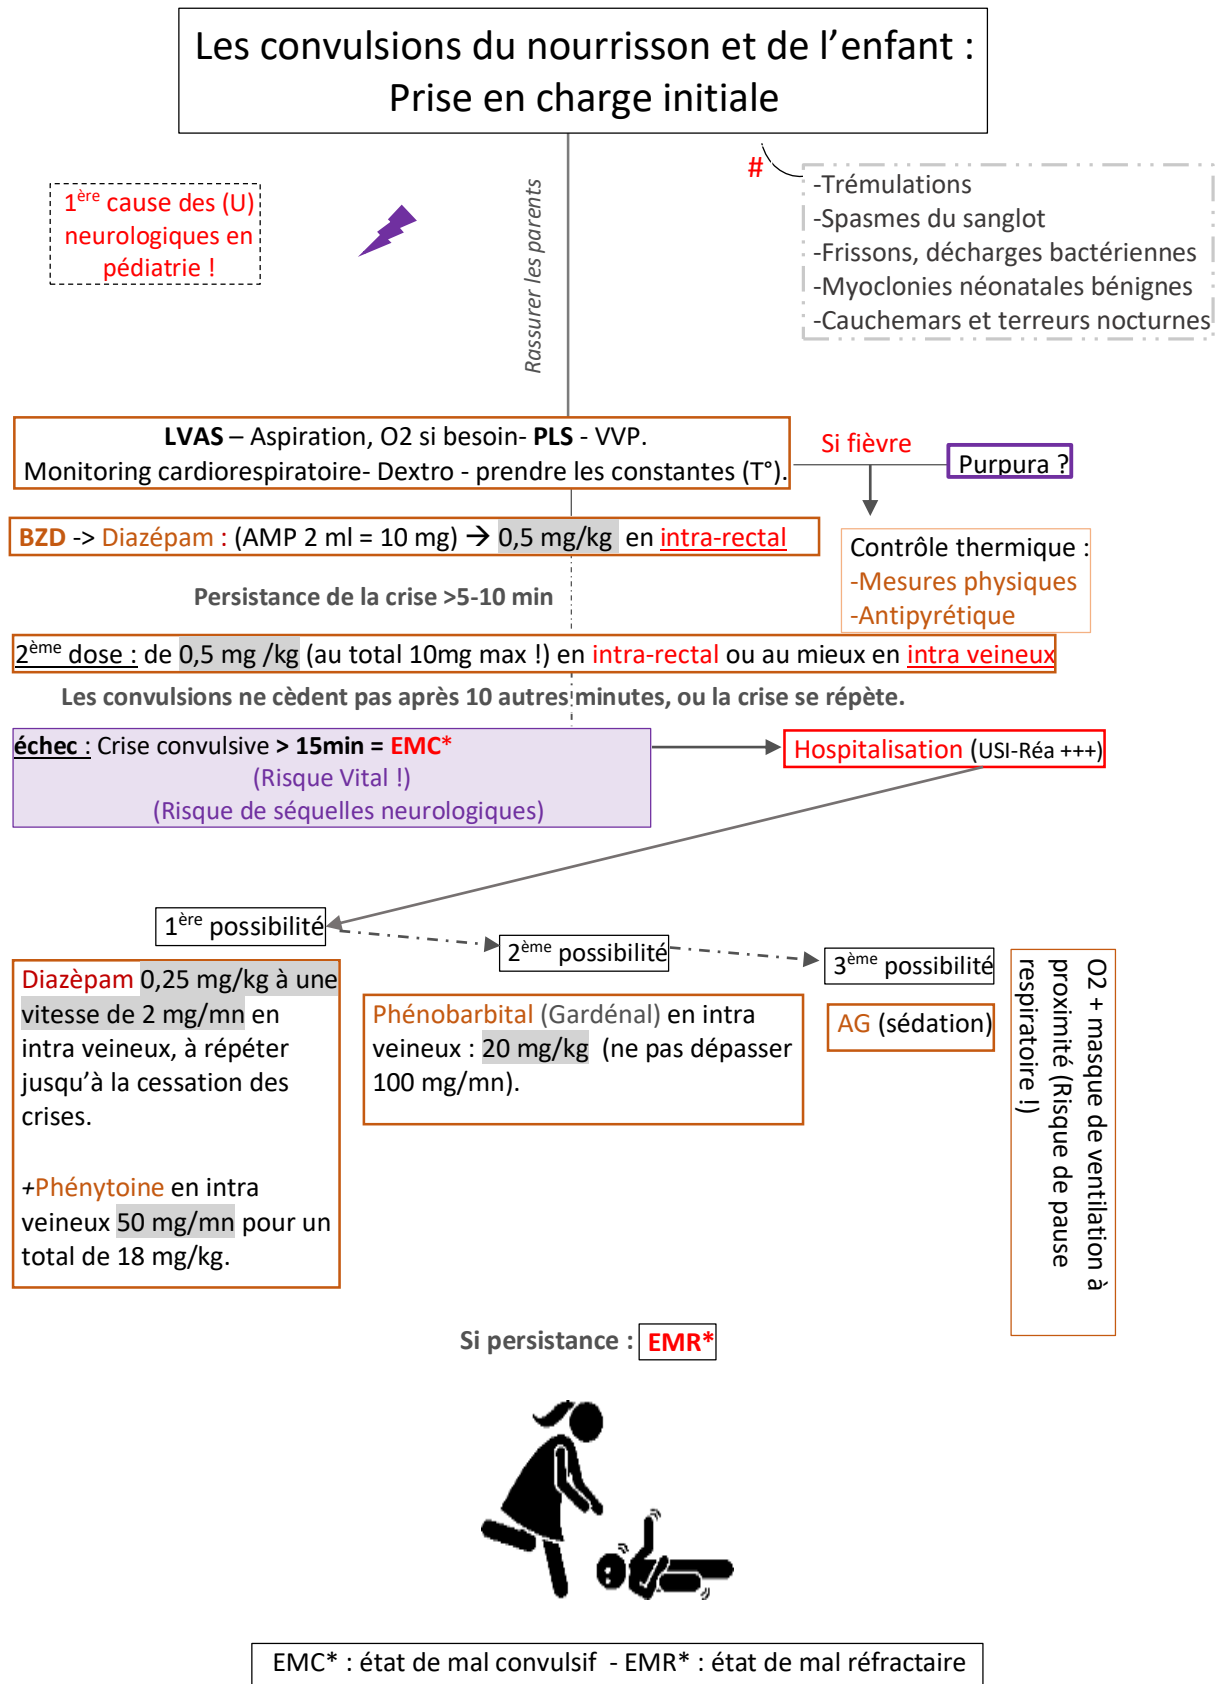 Les convulsions du nourrisson et de l’enfant :
Prise en charge initiale
#
1ère cause des (U)
neurologiques en
pédiatrie !
Rassurer les parents
-Trémulations
-Spasmes du sanglot
-Frissons, décharges bactériennes
-Myoclonies néonatales bénignes
-Cauchemars et terreurs nocturnes
LVAS – Aspiration, O2 si besoin- PLS - VVP.
Monitoring cardiorespiratoire- Dextro - prendre les constantes (T°).
Si fièvre
Purpura ?
BZD -> Diazépam : (AMP 2 ml = 10 mg) → 0,5 mg/kg en intra-rectal
Contrôle thermique :
-Mesures physiques
-Antipyrétique
Persistance de la crise >5-10 min
2ème dose : de 0,5 mg /kg (au total 10mg max !) en intra-rectal ou au mieux en intra veineux
Les convulsions ne cèdent pas après 10 autres minutes, ou la crise se répète.
échec : Crise convulsive > 15min = EMC*
(Risque Vital !)
(Risque de séquelles neurologiques)
Hospitalisation (USI-Réa +++)
1ère possibilité
2ème possibilité
3ème possibilité
Diazèpam 0,25 mg/kg à une
vitesse de 2 mg/mn en
intra veineux, à répéter
jusqu’à la cessation des
crises.
+Phénytoine en intra
veineux 50 mg/mn pour un
total de 18 mg/kg.
Phénobarbital (Gardénal) en intra
veineux : 20 mg/kg (ne pas dépasser
100 mg/mn).
AG (sédation)
O2 + masque de ventilation à
proximité (Risque de pause
respiratoire !)
Si persistance : EMR*
EMC* : état de mal convulsif - EMR* : état de mal réfractaire